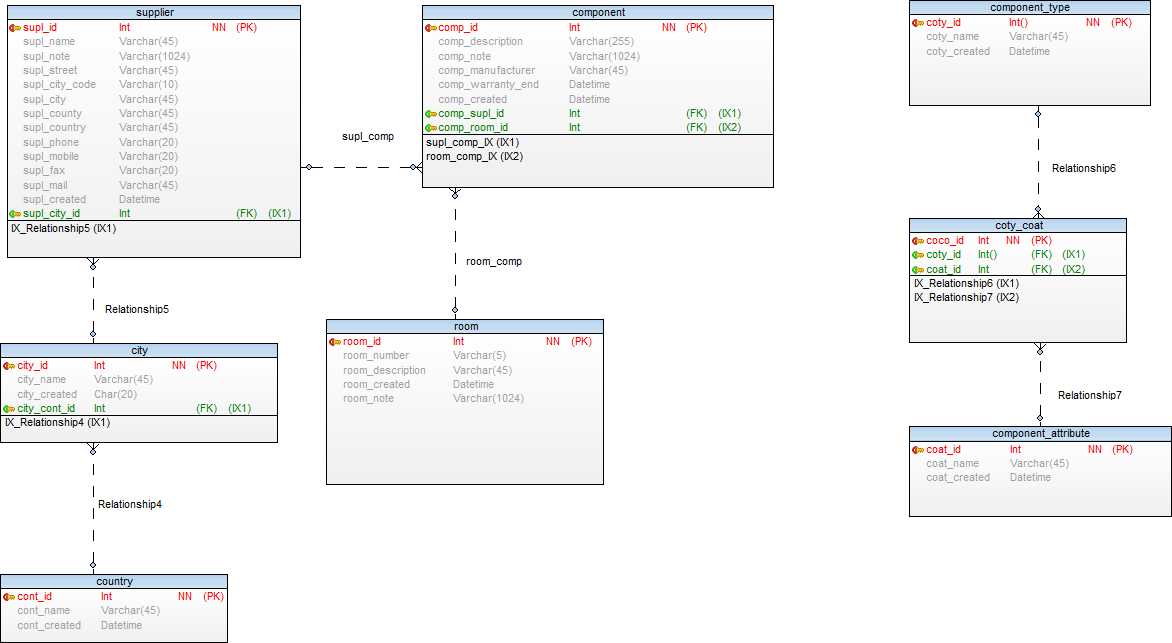 supplier
supl_id Int NN (PK)
supl_name Varchar(45)
supl_note Varchar(1024)
supl_street Varchar(45)
supl_city_code Varchar(10)
supl_city Varchar(45)
supl_county Varchar(45)
supl_country Varchar(45)
supl_phone Varchar(20)
supl_mobile Varchar(20)
supl_fax Varchar(20)
supl_mail Varchar(45)
supl_created Datetime
supl_city_id Int (FK) (IX1)
IX_Relationship5 (IX1)
supl_comp
component
comp_id Int NN (PK)
comp_description Varchar(255)
comp_note Varchar(1024)
comp_manufacturer Varchar(45)
comp_warranty_end Datetime
comp_created Datetime
comp_supl_id Int (FK) (IX1)
comp_room_id Int (FK) (IX2)
supl_comp_IX (IX1)
room_comp_IX (IX2)
component_type
coty_id Int() NN (PK)
coty_name Varchar(45)
coty_created Datetime
Relationship6
coty_coat
coco_id Int NN (PK)
coty_id Int() (FK) (IX1)
coat_id Int (FK) (IX2)
IX_Relationship6 (IX1)
IX_Relationship7 (IX2)
room_comp
Relationship5
room
room_id Int NN (PK)
room_number Varchar(5)
room_description Varchar(45)
room_created Datetime
room_note Varchar(1024)
city
city_id Int NN (PK)
city_name Varchar(45)
city_created Char(20)
city_cont_id Int (FK) (IX1)
IX_Relationship4 (IX1)
Relationship7
component_attribute
coat_id Int NN (PK)
coat_name Varchar(45)
coat_created Datetime
Relationship4
country
cont_id Int NN (PK)
cont_name Varchar(45)
cont_created Datetime